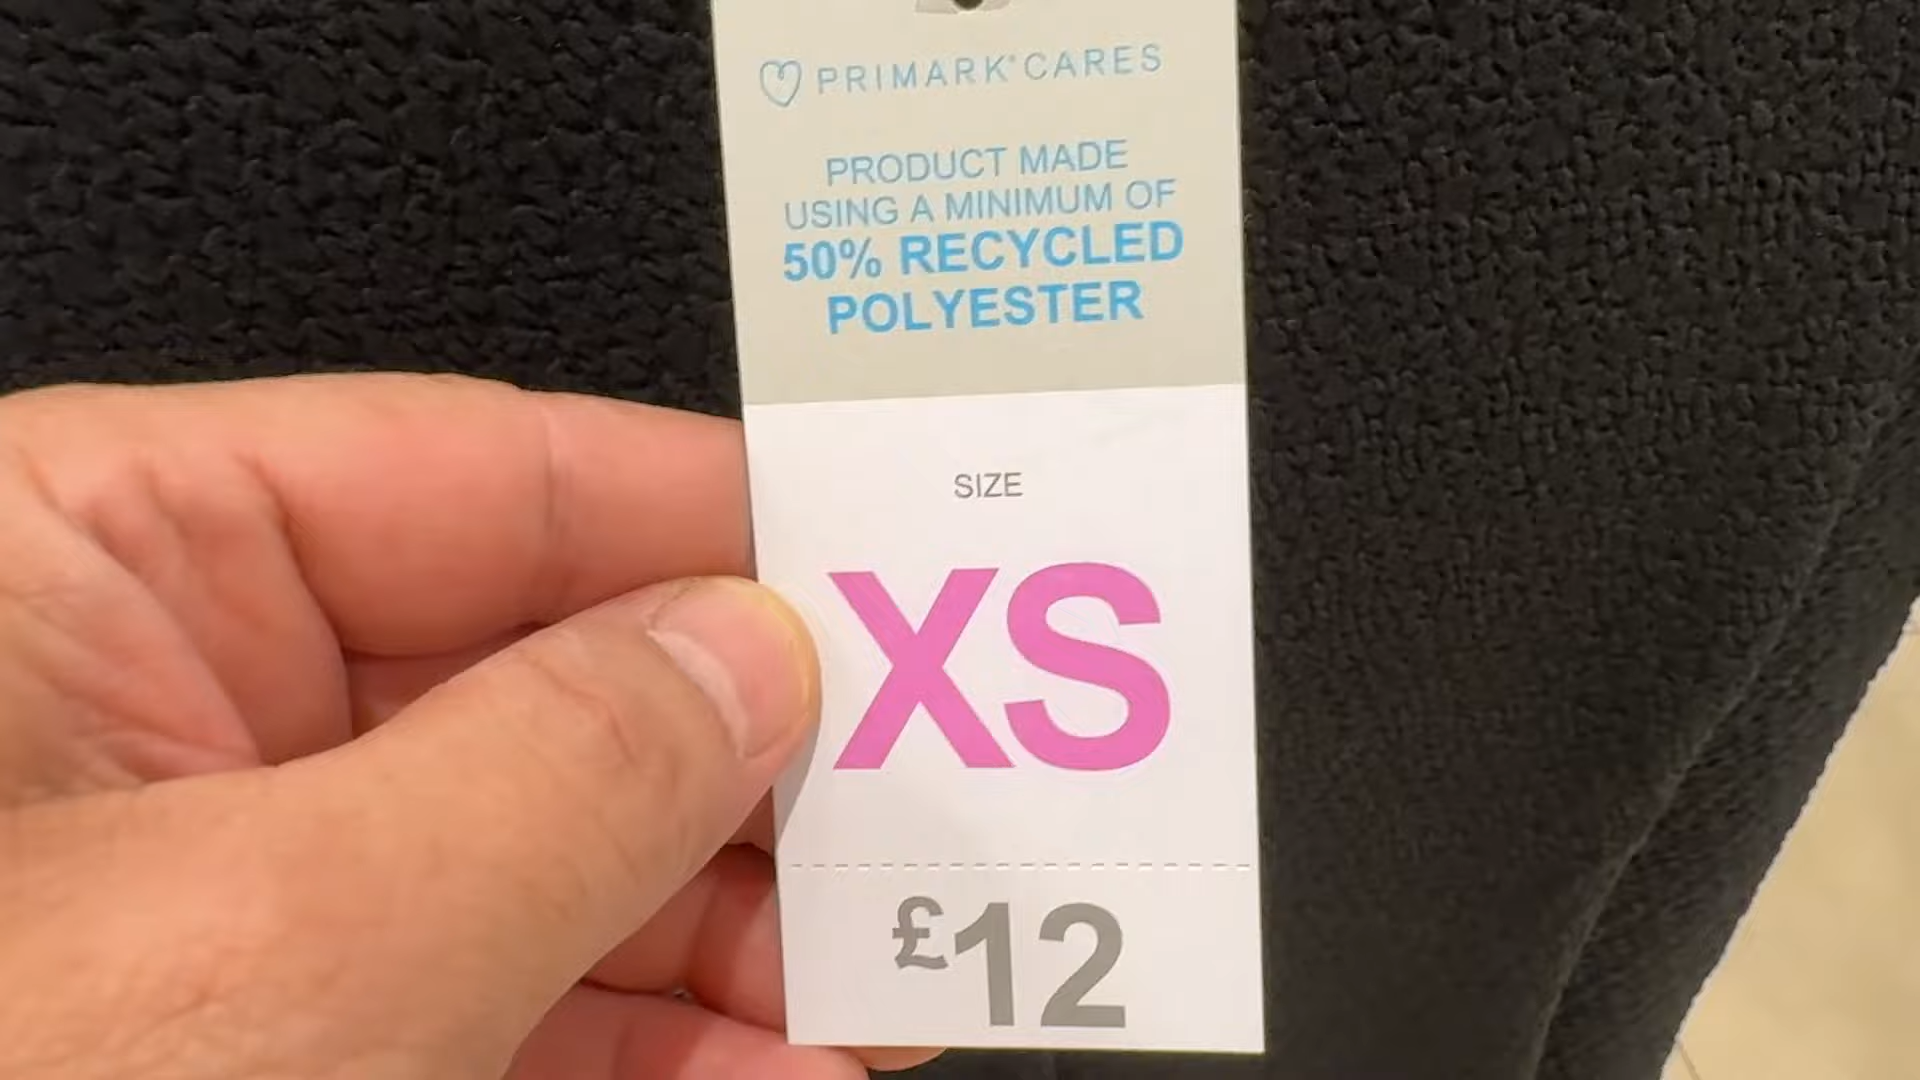 PRIMARK®CARES
PRODUCT MADE
USING A MINIMUM OF
50% RECYCLED
POLYESTER
SIZE
XS
£12